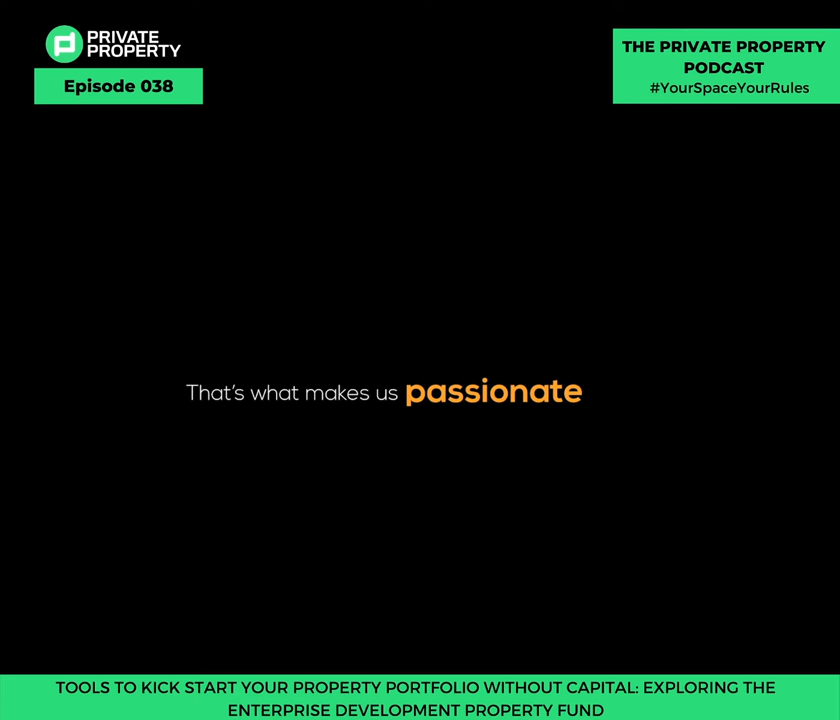 PRIVATE
PROPERTY
Episode 038
THE PRIVATE PROPERTY
PODCAST
#YourSpaceYourRules
That's what makes us passionate
TOOLS TO KICK START YOUR PROPERTY PORTFOLIO WITHOUT CAPITAL: EXPLORING THE
ENTERPRISE DEVELOPMENT PROPERTY FUND